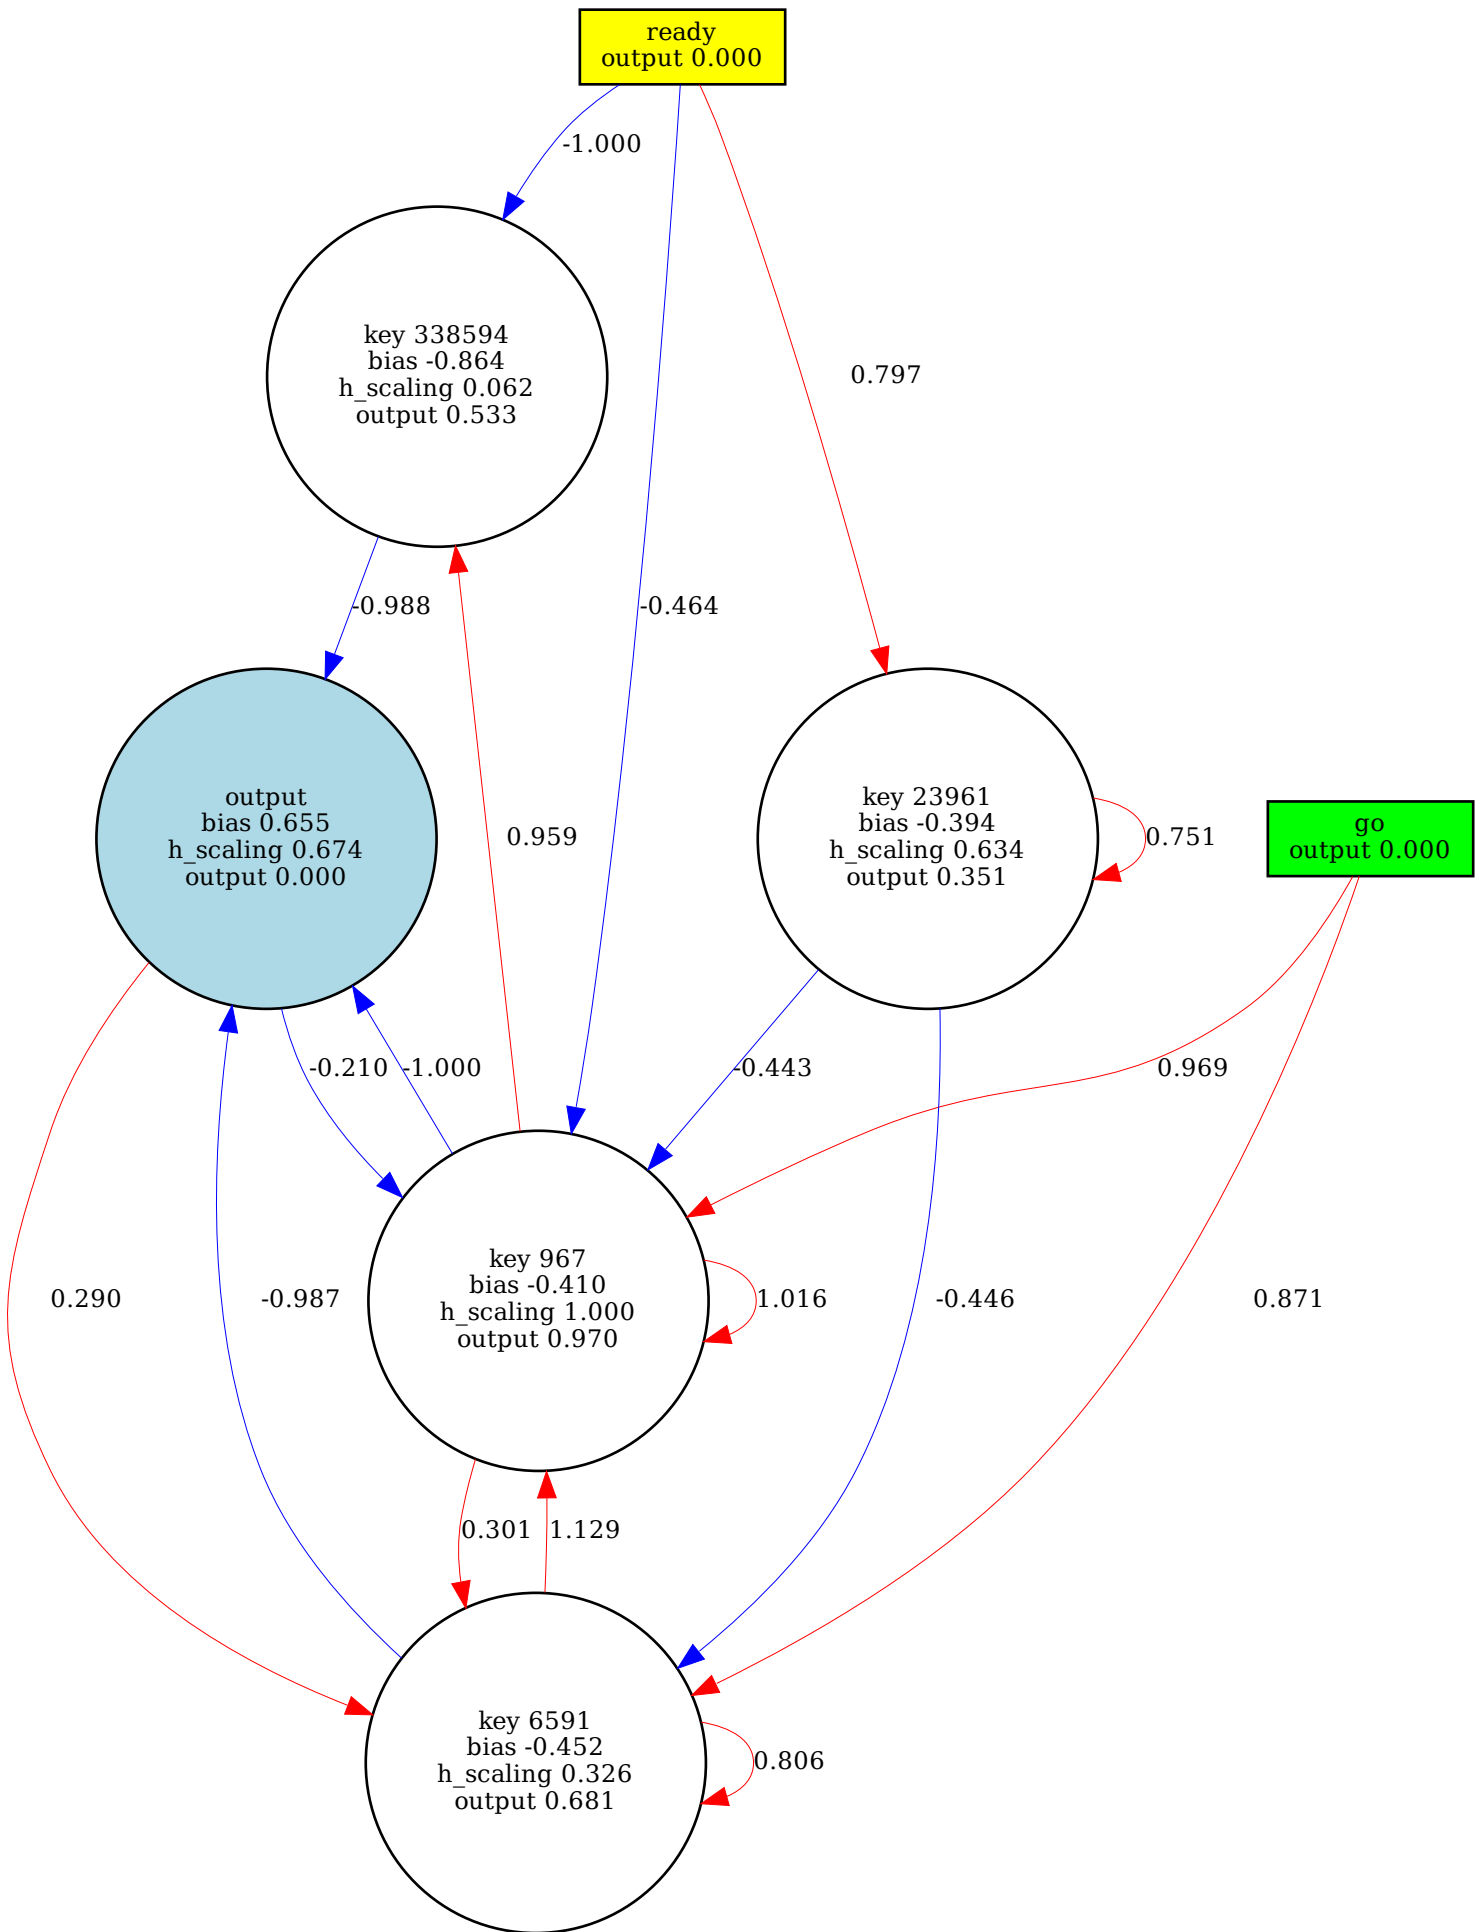 ready
output 0.000
-1.000
key 338594
bias -0.864
h_scaling 0.062
output 0.533
0.797
-0.988
-0.464
output
bias 0.655
h_scaling 0.674
output 0.000
0.959
key 23961
bias -0.394
h_scaling 0.634
output 0.351
0.751
go
output 0.000
-0.210
-1.000
-0.443
0.969
0.290
-0.987
key 967
bias -0.410
h_scaling 1.000
output 0.970
1.016
-0.446
0.871
0.301
1.129
key 6591
bias -0.452
h_scaling 0.326
output 0.681
0.806